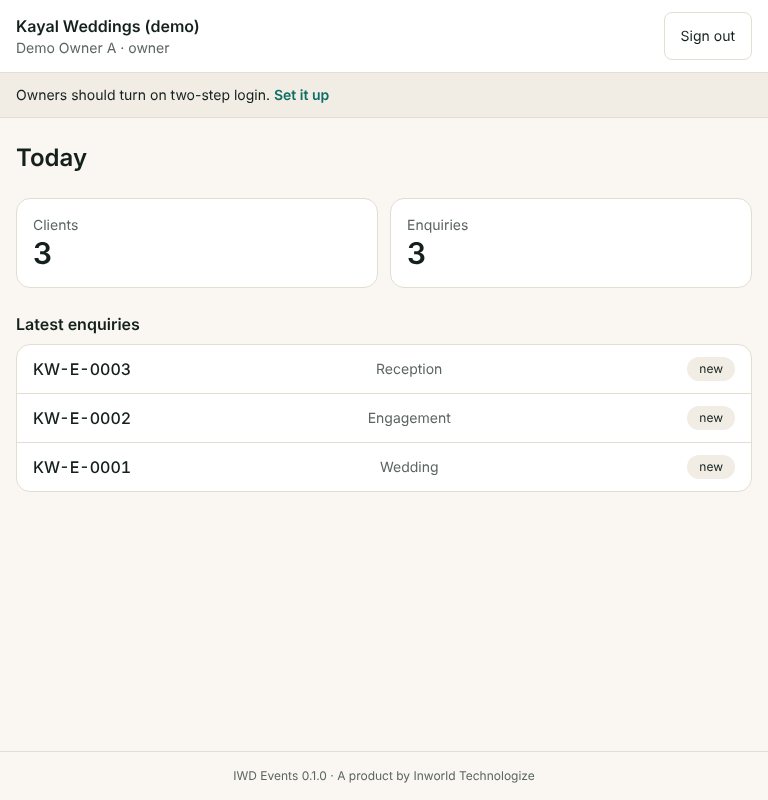 Kayal Weddings (demo)
Demo Owner A · owner
Sign out
Owners should turn on two-step login. Set it up
Today
Clients
3
Enquiries
3
Latest enquiries
KW-E-0003 Reception new
KW-E-0002 Engagement new
KW-E-0001 Wedding new
IWD Events 0.1.0 · A product by Inworld Technologize